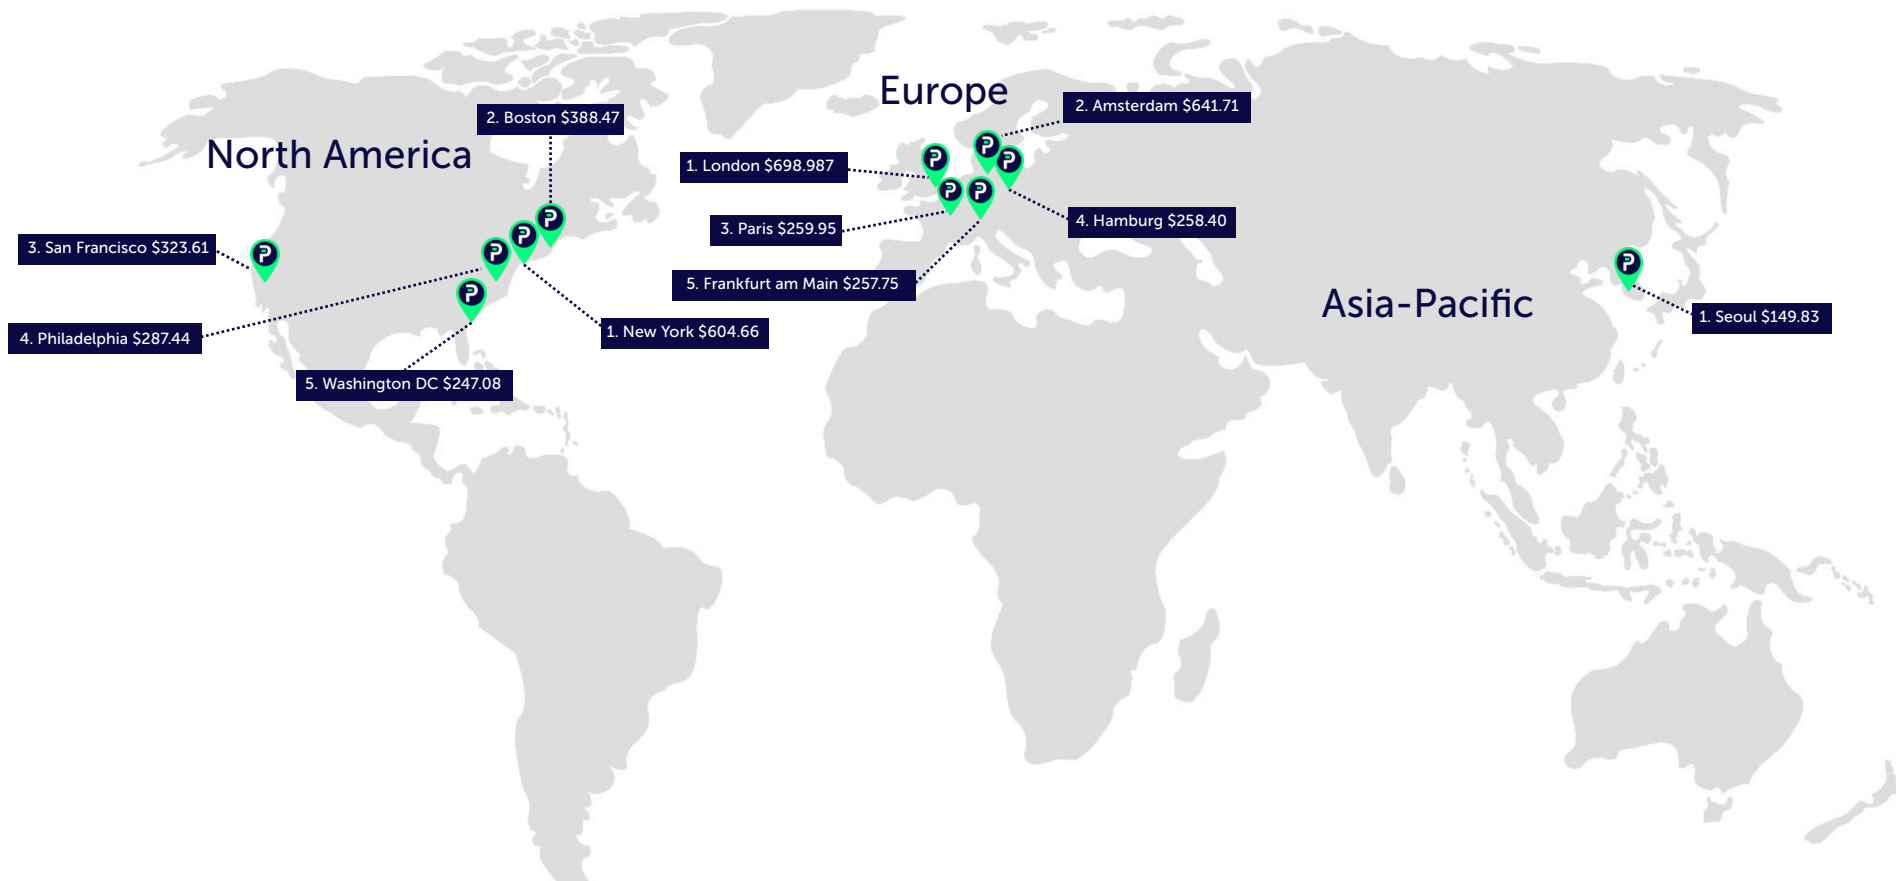 Europe
2. Amsterdam $641.71
2. Boston $388.47
North America
1. London $698.987
3. Paris $259.95
4. Hamburg $258.40
3. San Francisco $323.61
5. Frankfurt am Main $257.75
Asia-Pacific
1. Seoul $149.83
4. Philadelphia $287.44
1. New York $604.66
5. Washington DC $247.08